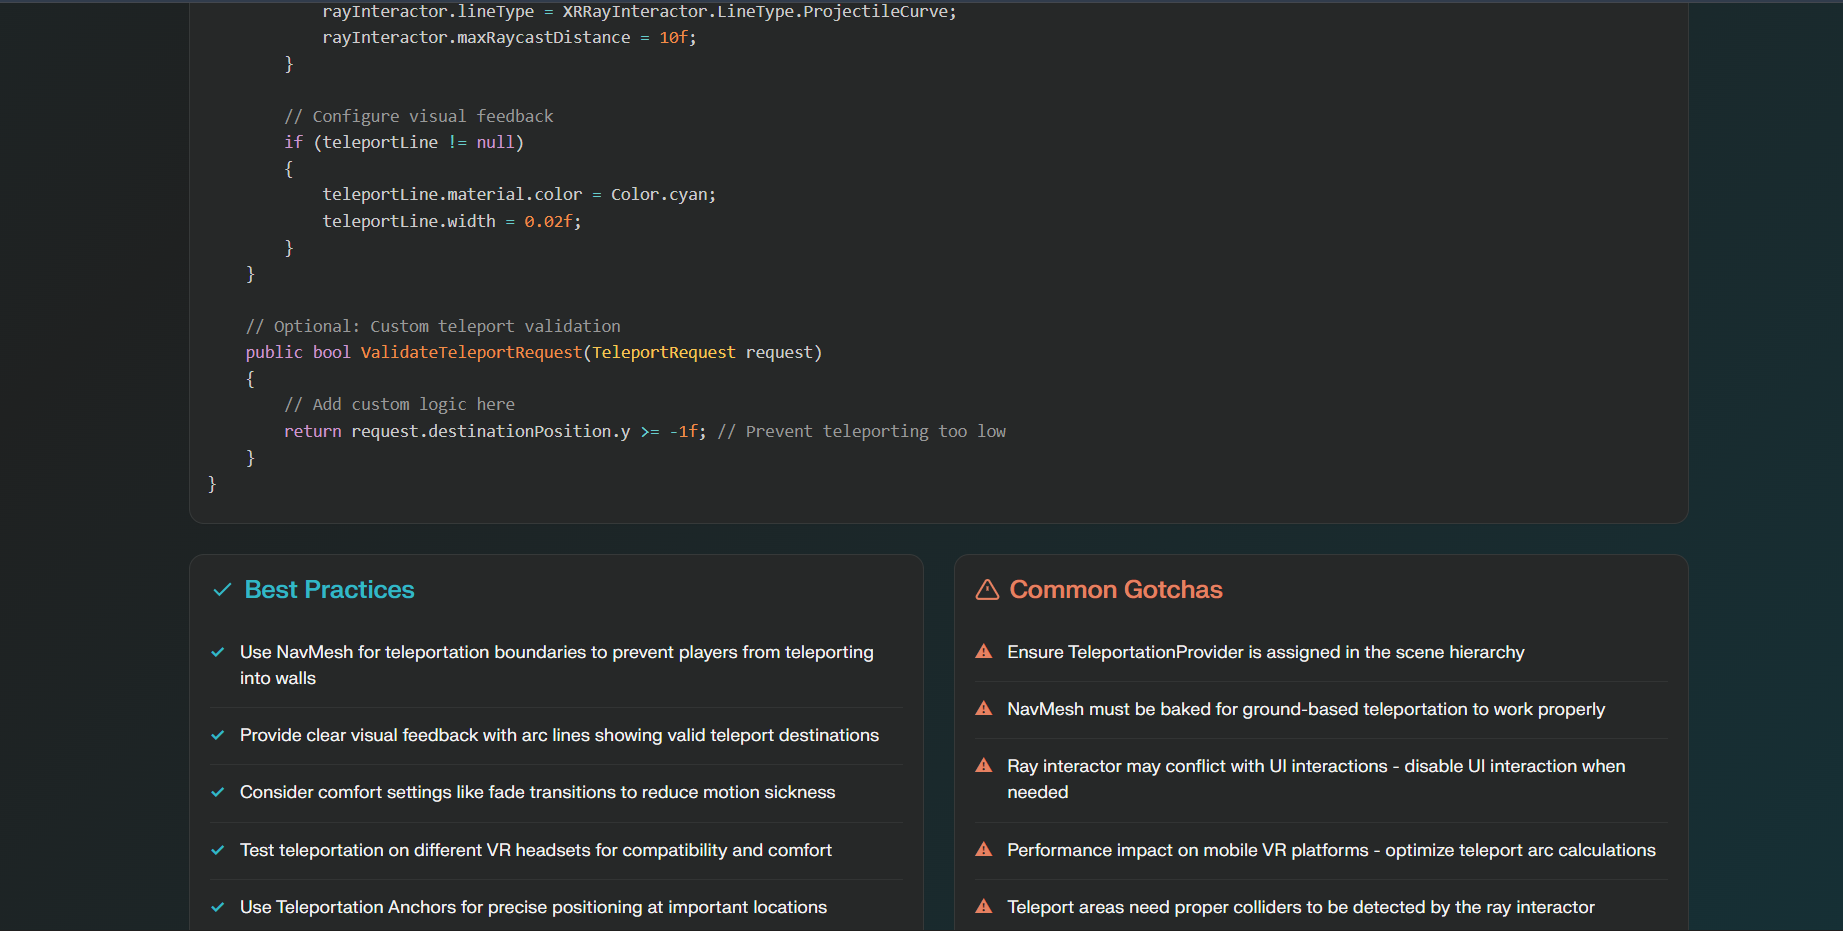 rayInteractor.lineType = XRRayInteractor.LineType.ProjectileCurve;
rayInteractor.maxRaycastDistance = 10f;
}
// Configure visual feedback
if (teleportLine != null)
{
teleportLine.material.color = Color.cyan;
teleportLine.width = 0.02f;
}
}
// Optional: Custom teleport validation
public bool ValidateTeleportRequest(TeleportRequest request)
{
// Add custom logic here
return request.destinationPosition.y >= -1f; // Prevent teleporting too low
}
}
Best Practices
Use NavMesh for teleportation boundaries to prevent players from teleporting
into walls
Provide clear visual feedback with arc lines showing valid teleport destinations
Consider comfort settings like fade transitions to reduce motion sickness
Test teleportation on different VR headsets for compatibility and comfort
Use Teleportation Anchors for precise positioning at important locations
Common Gotchas
Ensure TeleportationProvider is assigned in the scene hierarchy
NavMesh must be baked for ground-based teleportation to work properly
Ray interactor may conflict with UI interactions - disable UI interaction when
needed
Performance impact on mobile VR platforms - optimize teleport arc calculations
Teleport areas need proper colliders to be detected by the ray interactor